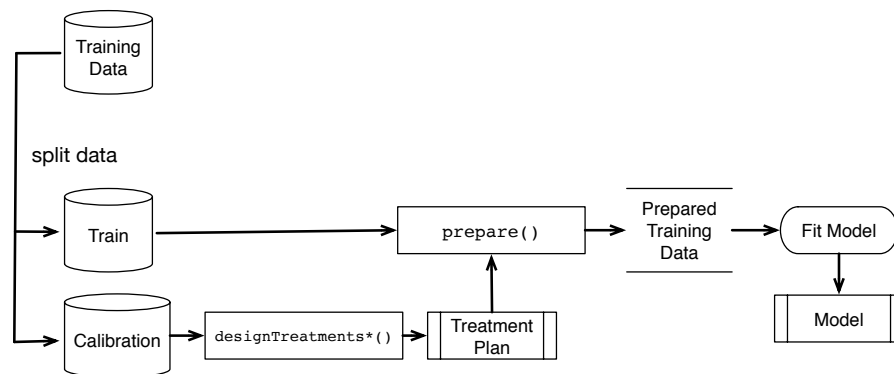 Training
Data
split data
Train
prepare()
Prepared
Training
Data
Fit Model
Calibration
designTreatments*()
Treatment
Plan
Model